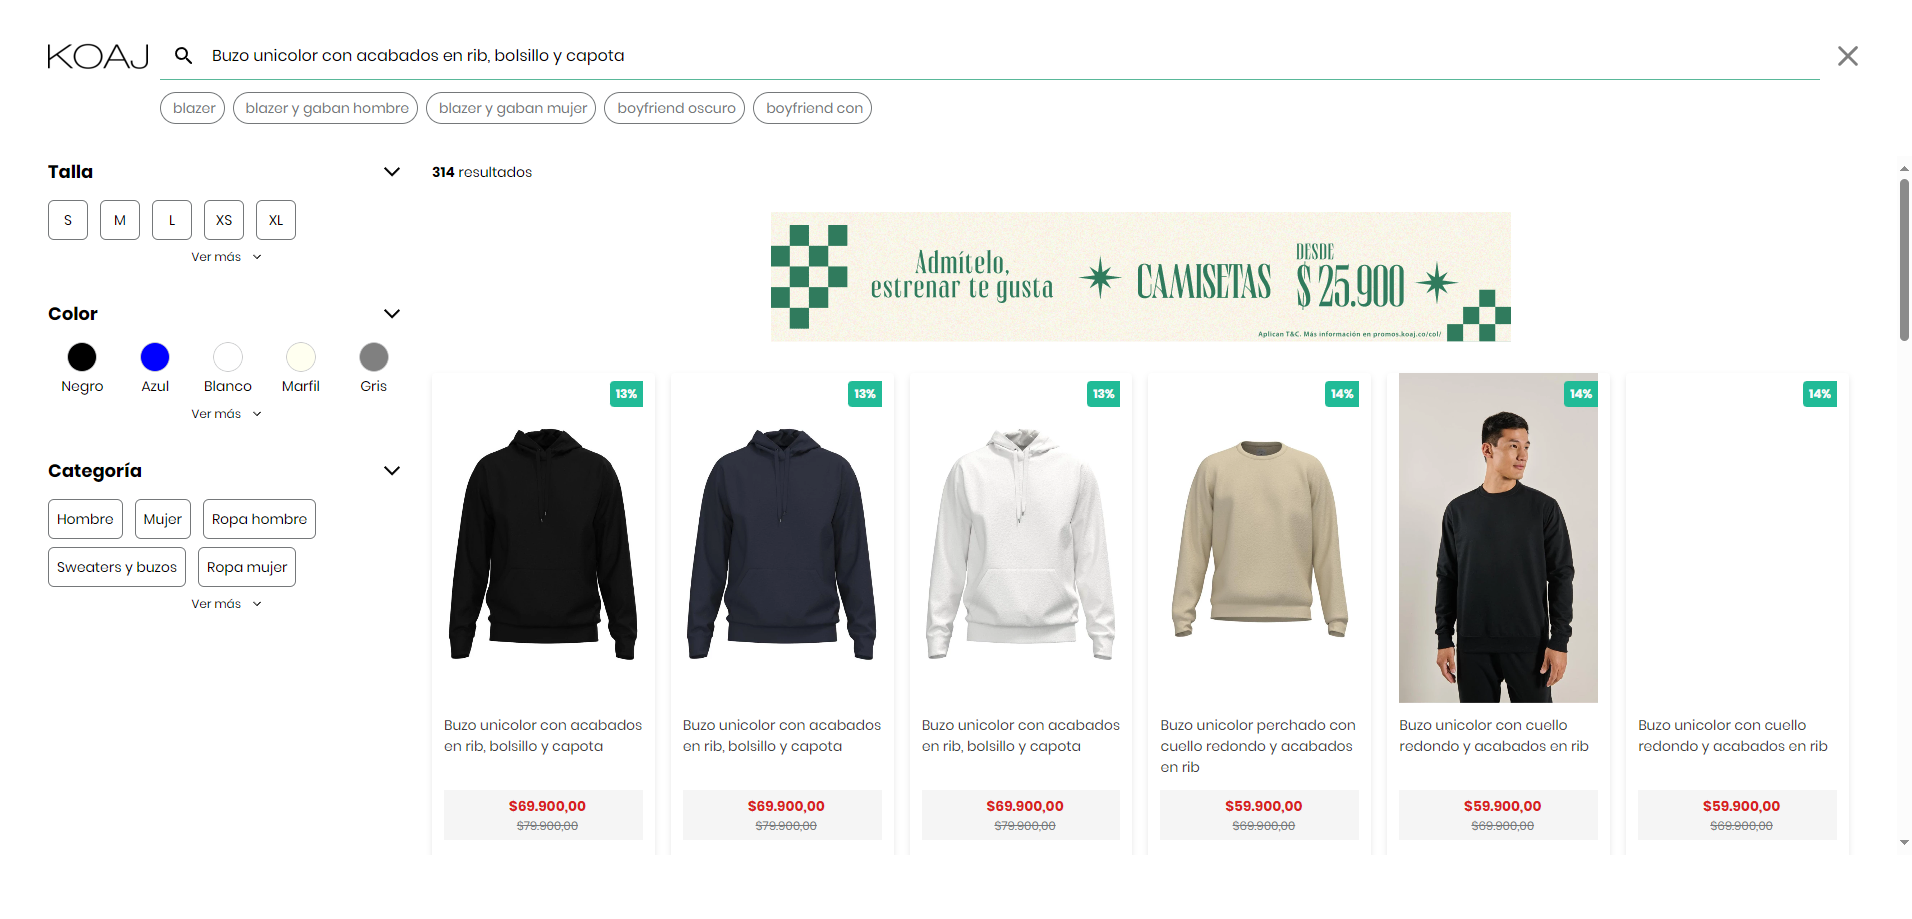 KOAJ
Buzo unicolor con acabados en rib, bolsillo y capota
blazer
blazer y gaban hombre
blazer y gaban mujer
boyfriend oscuro
boyfriend con
Talla
S
M
L
XS
XL
Ver más
Color
Negro
Azul
Blanco
Marfil
Gris
Ver más
Categoría
Hombre
Mujer
Ropa hombre
Sweaters y buzos
Ropa mujer
Ver más
314 resultados
Admítelo,
estrenar te gusta
CAMISETAS
DESDE
$ 25.900
Aplican T&C. Más información en promos.koaj.co/col/
13%
Buzo unicolor con acabados
en rib, bolsillo y capota
$69.900,00
$79.900,00
13%
Buzo unicolor con acabados
en rib, bolsillo y capota
$69.900,00
$79.900,00
13%
Buzo unicolor con acabados
en rib, bolsillo y capota
$69.900,00
$79.900,00
14%
Buzo unicolor perchado con
cuello redondo y acabados
en rib
$59.900,00
$69.900,00
14%
Buzo unicolor con cuello
redondo y acabados en rib
$59.900,00
$69.900,00
14%
Buzo unicolor con cuello
redondo y acabados en rib
$59.900,00
$69.900,00